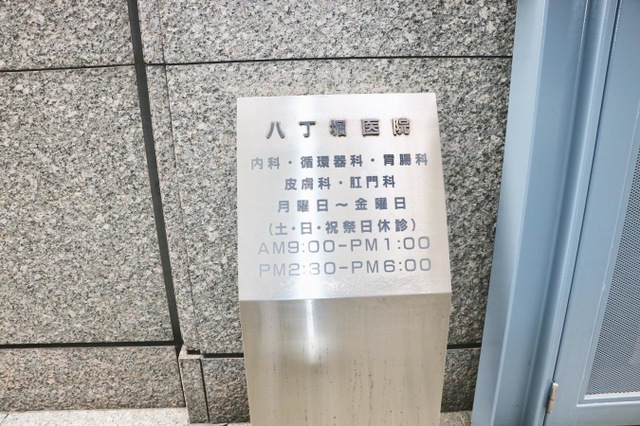 八丁堀医院
内科・循環器科・胃腸科
皮膚科・肛門科
月曜日～金曜日
(土・日・祝祭日休診)
AM9:00-PM1:00
PM2:30-PM6:00